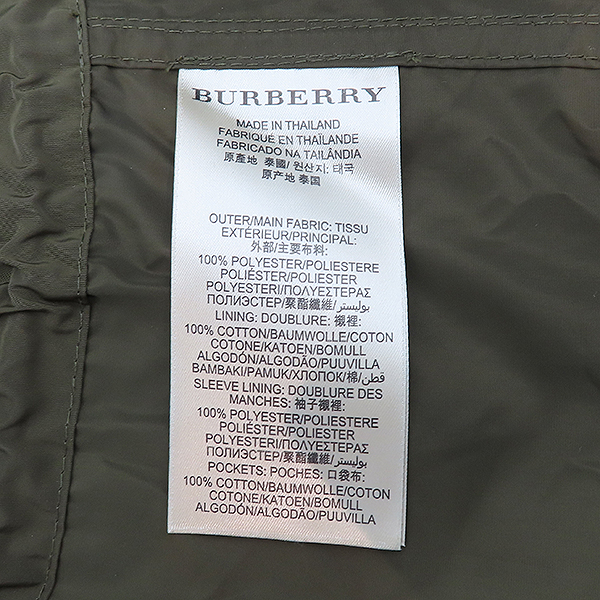 BURBERRY
MADE IN THAILAND
FABRIQUÉ EN THAÏLANDE
FABRICADO NA TAILÂNDIA
原產地 泰國/ 원산지: 태국
原产地 泰国
OUTER/MAIN FABRIC: TISSU
EXTÉRIEUR/PRINCIPAL:
外部/主要布料:
100% POLYESTER/POLIESTERE
POLIÉSTER/POLIESTER
POLYESTERI/ΠΟΛΥΕΣΤΕΡΑΣ
ПОЛИЭСТЕР/聚酯纖維/بوليستر
LINING: DOUBLURE: 襯裡:
100% COTTON/BAUMWOLLE/COTON
COTONE/KATOEN/BOMULL
ALGODÓN/ALGODÃO/PUUVILLA
BAMBAKI/PAMUK/ХЛОПОК/棉/قطن
SLEEVE LINING: DOUBLURE DES
MANCHES: 袖子襯裡:
100% POLYESTER/POLIESTERE
POLIÉSTER/POLIESTER
POLYESTERI/ΠΟΛΥΕΣΤΕΡΑΣ
ПОЛИЭСТЕР/聚酯纖維/بوليستر
POCKETS: POCHES: 口袋布:
100% COTTON/BAUMWOLLE/COTON
COTONE/KATOEN/BOMULL
ALGODÓN/ALGODÃO/PUUVILLA